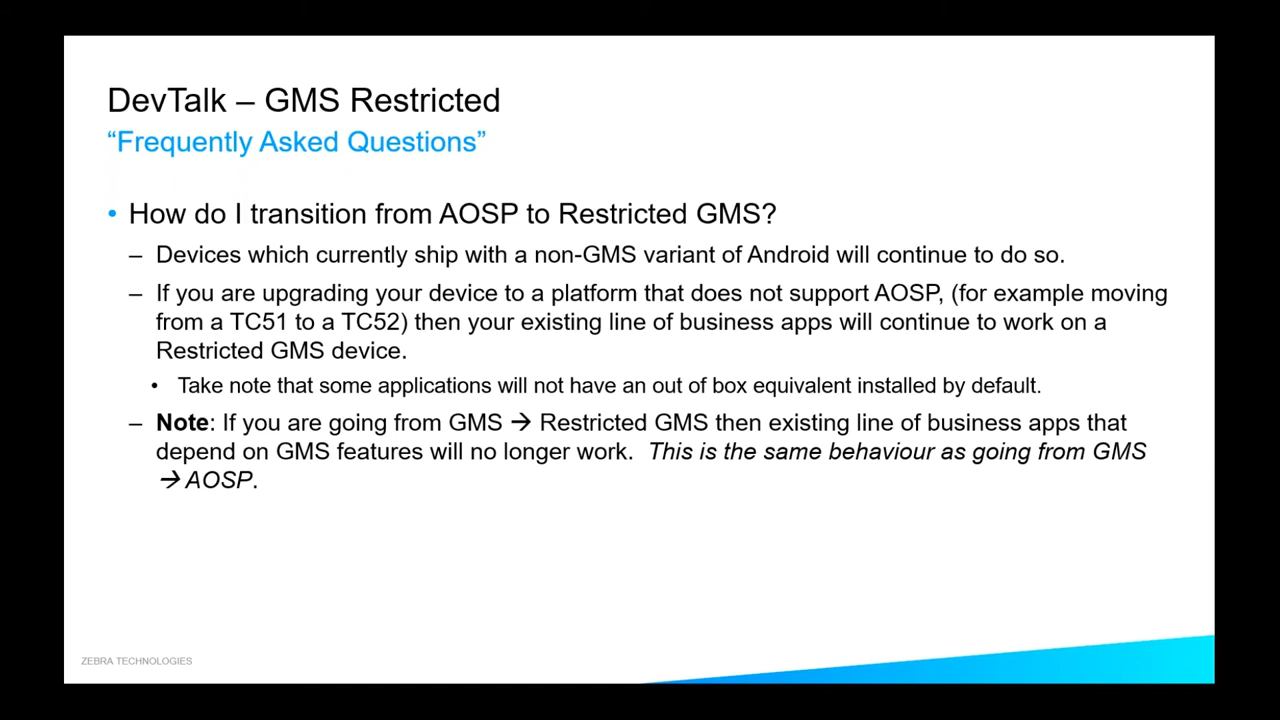 DevTalk – GMS Restricted
“Frequently Asked Questions”
• How do I transition from AOSP to Restricted GMS?
– Devices which currently ship with a non-GMS variant of Android will continue to do so.
– If you are upgrading your device to a platform that does not support AOSP, (for example moving
from a TC51 to a TC52) then your existing line of business apps will continue to work on a
Restricted GMS device.
• Take note that some applications will not have an out of box equivalent installed by default.
– Note: If you are going from GMS → Restricted GMS then existing line of business apps that
depend on GMS features will no longer work. This is the same behaviour as going from GMS
→ AOSP.
ZEBRA TECHNOLOGIES